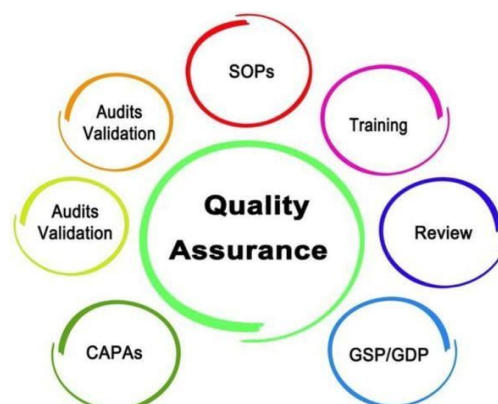 SOPs
Audits
Validation
Training
Audits
Validation
Quality
Assurance
Review
CAPAs
GSP/GDP